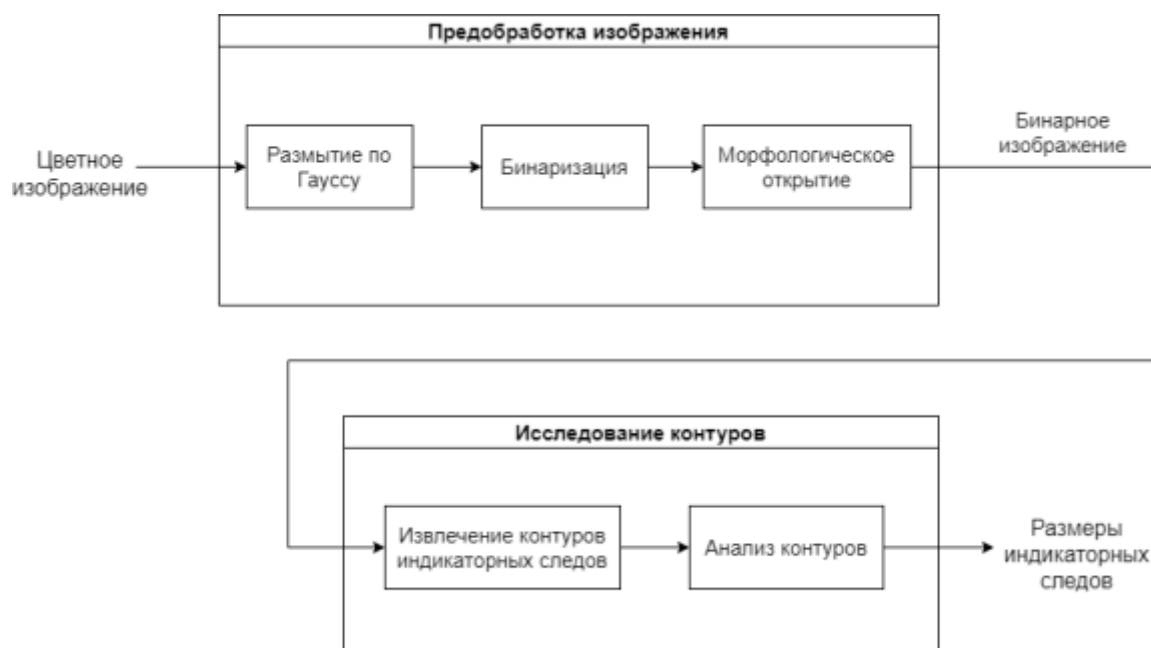 Предобработка изображения
Цветное
изображение
Размытие по
Гауссу
Бинаризация
Морфологическое
открытие
Бинарное
изображение
Исследование контуров
Извлечение контуров
индикаторных следов
Анализ контуров
Размеры
индикаторных
следов